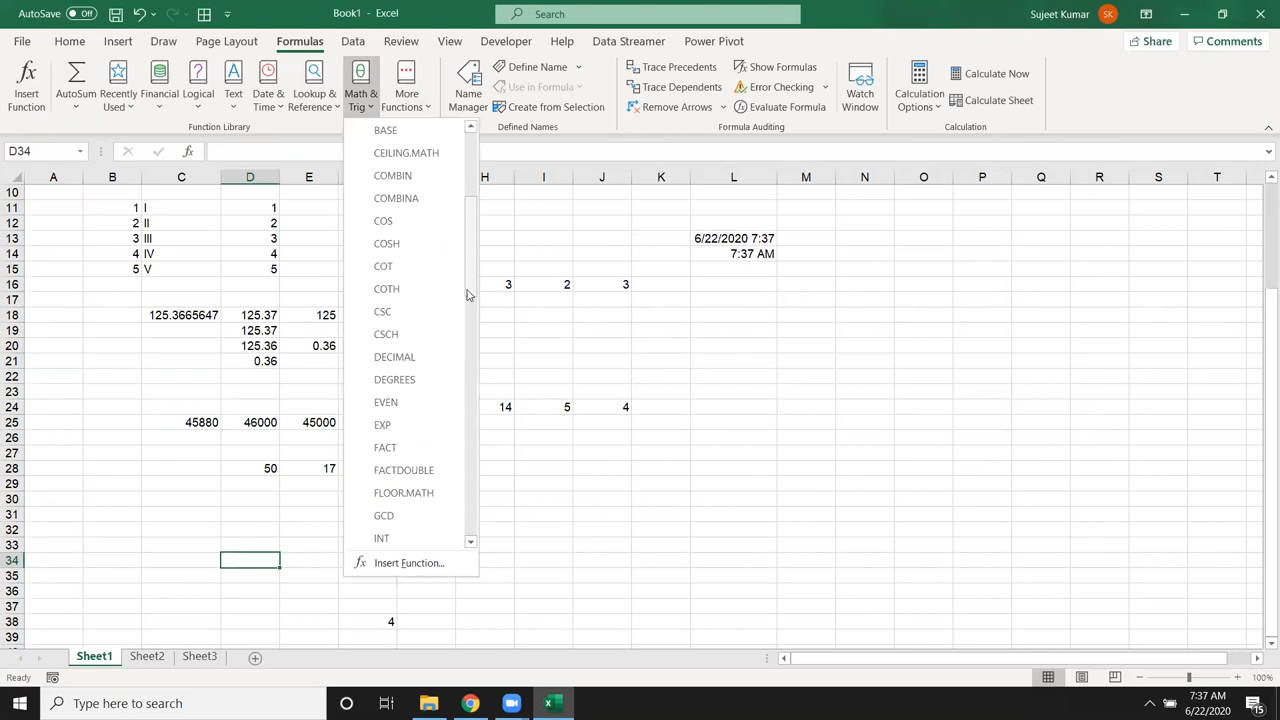 AutoSave Off Book1 - Excel Search Sujeet Kumar SK
File Home Insert Draw Page Layout Formulas Data Review View Developer Help Data Streamer Power Pivot Share Comments
fx Insert Function
Σ AutoSum
Recently Used
Financial
Logical
Text
Date & Time
Lookup & Reference
Math & Trig
More Functions
Function Library
Name Manager
Define Name
Use in Formula
Create from Selection
Defined Names
Trace Precedents
Trace Dependents
Remove Arrows
Show Formulas
Error Checking
Evaluate Formula
Formula Auditing
Watch Window
Calculation Options
Calculate Now
Calculate Sheet
Calculation
D34 fx
A B C D E H I J K L M N O P Q R S T
10
11 1 I 1
12 2 II 2
13 3 III 3 6/22/2020 7:37
14 4 IV 4 7:37 AM
15 5 V 5
16 3 2 3
17
18 125.3665647 125.37 125
19 125.37
20 125.36 0.36
21 0.36
22
23
24 14 5 4
25 45880 46000 45000
26
27
28 50 17
29
30
31
32
33
34
35
36
37
38 4
39
BASE
CEILING.MATH
COMBIN
COMBINA
COS
COSH
COT
COTH
CSC
CSCH
DECIMAL
DEGREES
EVEN
EXP
FACT
FACTDOUBLE
FLOOR.MATH
GCD
INT
fx Insert Function...
Sheet1 Sheet2 Sheet3
Ready 100%
Type here to search
7:37 AM
6/22/2020
15